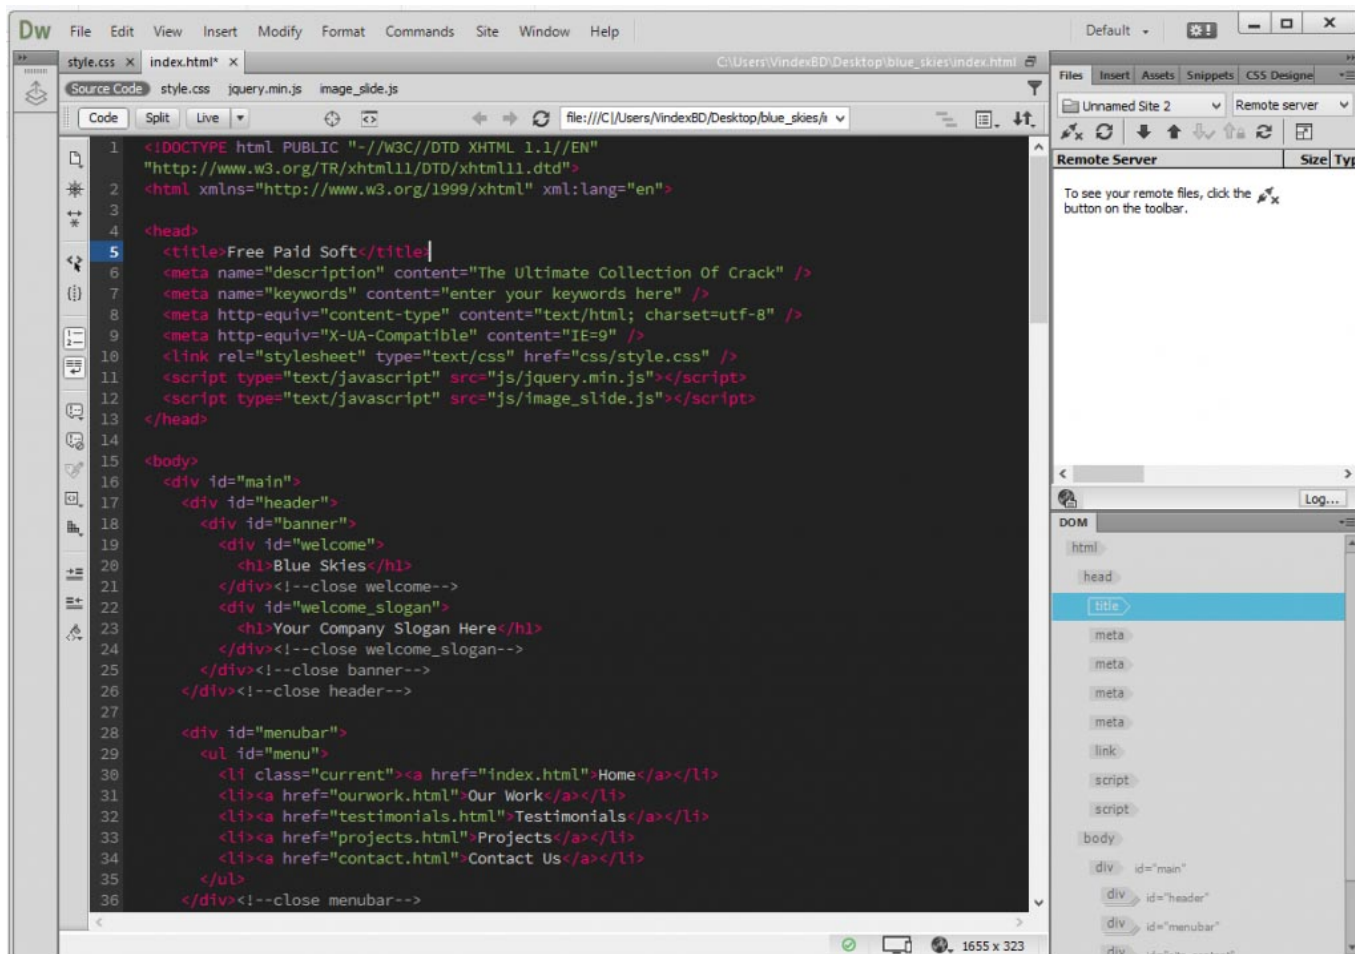 Dw File Edit View Insert Modify Format Commands Site Window Help Default
style.css × index.html* × C:\Users\VindexBD\Desktop\blue_skies\index.html
Source Code style.css jquery.min.js image_slide.js
Code Split Live file:///C|/Users/VindexBD/Desktop/blue_skies/i
1 <!DOCTYPE html PUBLIC "-//W3C//DTD XHTML 1.1//EN"
"http://www.w3.org/TR/xhtml11/DTD/xhtml11.dtd">
2 <html xmlns="http://www.w3.org/1999/xhtml" xml:lang="en">
3
4 <head>
5 <title>Free Paid Soft</title>
6 <meta name="description" content="The Ultimate Collection Of Crack" />
7 <meta name="keywords" content="enter your keywords here" />
8 <meta http-equiv="content-type" content="text/html; charset=utf-8" />
9 <meta http-equiv="X-UA-Compatible" content="IE=9" />
10 <link rel="stylesheet" type="text/css" href="css/style.css" />
11 <script type="text/javascript" src="js/jquery.min.js"></script>
12 <script type="text/javascript" src="js/image_slide.js"></script>
13 </head>
14
15 <body>
16 <div id="main">
17 <div id="header">
18 <div id="banner">
19 <div id="welcome">
20 <h1>Blue Skies</h1>
21 </div><!--close welcome-->
22 <div id="welcome_slogan">
23 <h1>Your Company Slogan Here</h1>
24 </div><!--close welcome_slogan-->
25 </div><!--close banner-->
26 </div><!--close header-->
27
28 <div id="menubar">
29 <ul id="menu">
30 <li class="current"><a href="index.html">Home</a></li>
31 <li><a href="ourwork.html">Our Work</a></li>
32 <li><a href="testimonials.html">Testimonials</a></li>
33 <li><a href="projects.html">Projects</a></li>
34 <li><a href="contact.html">Contact Us</a></li>
35 </ul>
36 </div><!--close menubar-->
1655 x 323
Files Insert Assets Snippets CSS Designe
Unnamed Site 2 Remote server
Remote Server Size Typ
To see your remote files, click the
button on the toolbar.
Log...
DOM
html
head
title
meta
meta
meta
meta
link
script
script
body
div id="main"
div id="header"
div id="menubar"
div